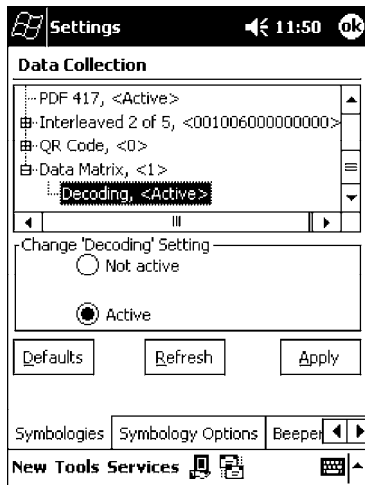 Settings 11:50 ok
Data Collection
PDF 417, <Active>
Interleaved 2 of 5, <001006000000000>
QR Code, <0>
Data Matrix, <1>
Decoding, <Active>
Change 'Decoding' Setting
Not active
Active
Defaults Refresh Apply
Symbologies Symbology Options Beeper
New Tools Services